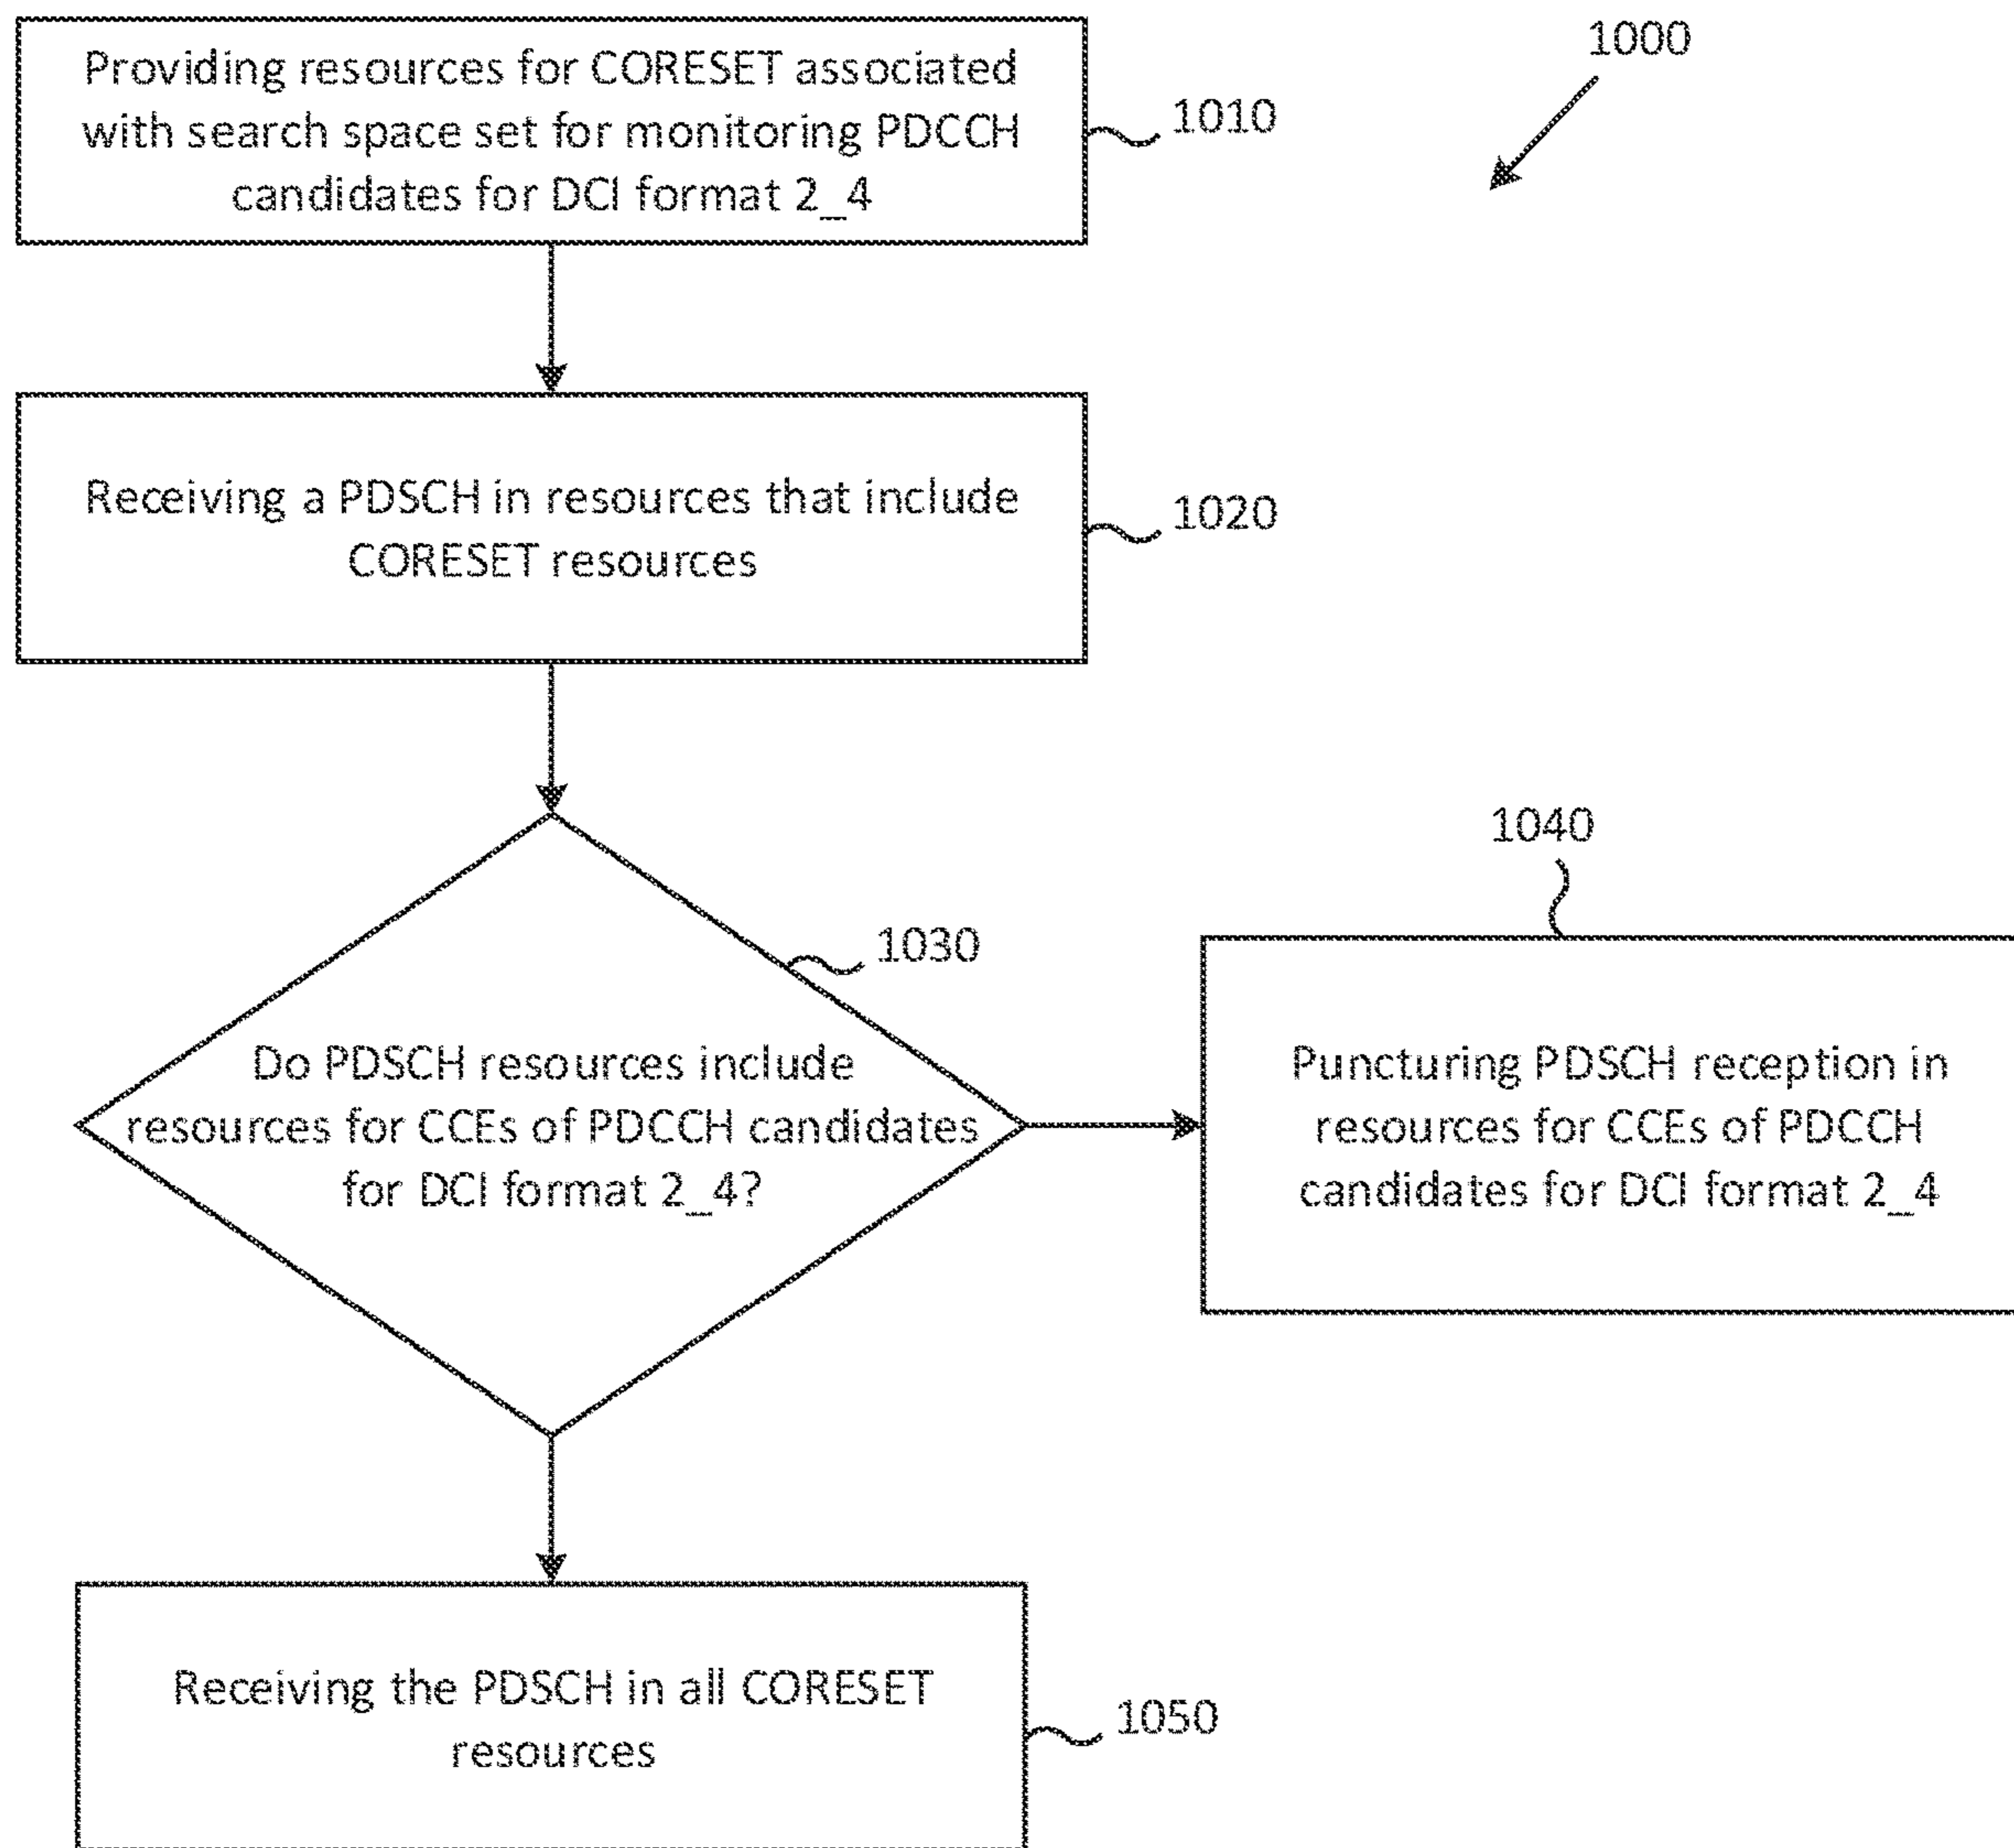 1000
Providing resources for CORESET associated
with search space set for monitoring PDCCH
candidates for DCI format 2_4
1010
Receiving a PDSCH in resources that include
CORESET resources
1020
1030
Do PDSCH resources include
resources for CCEs of PDCCH candidates
for DCI format 2_4?
1040
Puncturing PDSCH reception in
resources for CCEs of PDCCH
candidates for DCI format 2_4
Receiving the PDSCH in all CORESET
resources
1050